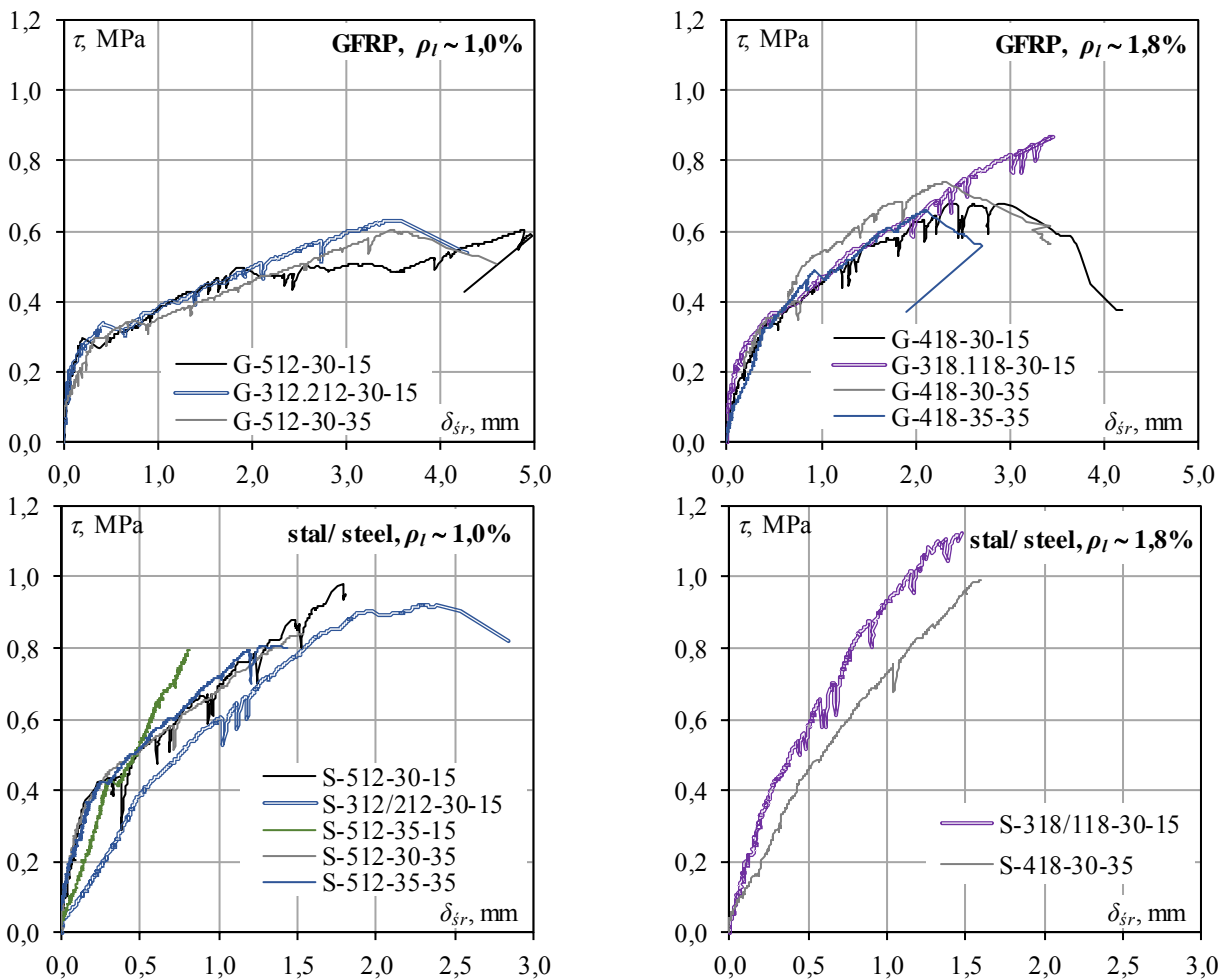 1,2
τ, MPa
GFRP, ρl ~ 1,0%
1,0
0,8
0,6
0,4
G-512-30-15
G-312.212-30-15
0,2
G-512-30-35
δśr, mm
0,0
0,0 1,0 2,0 3,0 4,0 5,0
1,2
τ, MPa
GFRP, ρl ~ 1,8%
1,0
0,8
0,6
0,4
G-418-30-15
G-318.118-30-15
0,2
G-418-30-35
G-418-35-35
δśr, mm
0,0
0,0 1,0 2,0 3,0 4,0 5,0
1,2
τ, MPa
stal/ steel, ρl ~ 1,0%
1,0
0,8
0,6
0,4
S-512-30-15
S-312/212-30-15
S-512-35-15
0,2
S-512-30-35
S-512-35-35
δśr, mm
0,0
0,0 0,5 1,0 1,5 2,0 2,5 3,0
1,2
τ, MPa
stal/ steel, ρl ~ 1,8%
1,0
0,8
0,6
0,4
S-318/118-30-15
0,2
S-418-30-35
δśr, mm
0,0
0,0 0,5 1,0 1,5 2,0 2,5 3,0